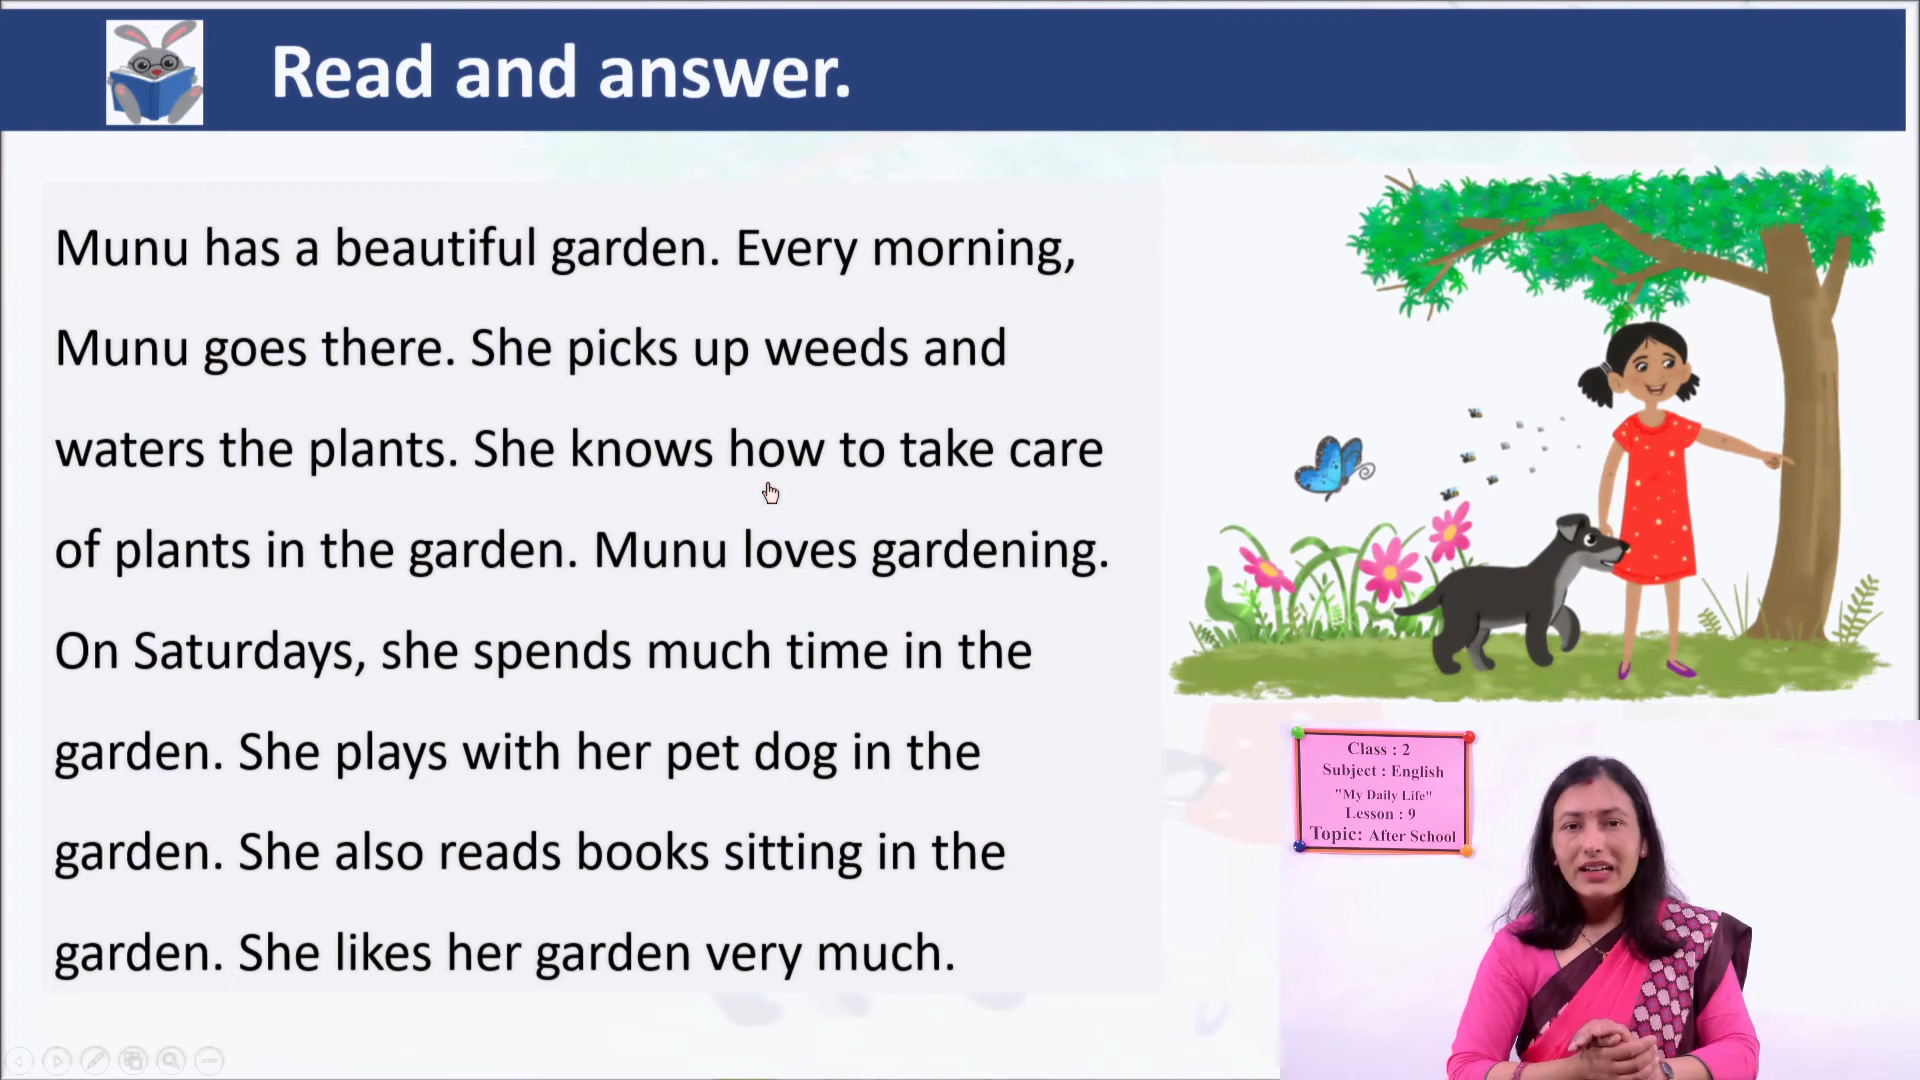 Read and answer.
Munu has a beautiful garden. Every morning,
Munu goes there. She picks up weeds and
waters the plants. She knows how to take care
of plants in the garden. Munu loves gardening.
On Saturdays, she spends much time in the
garden. She plays with her pet dog in the
garden. She also reads books sitting in the
garden. She likes her garden very much.
Class : 2
Subject : English
"My Daily Life"
Lesson : 9
Topic: After School